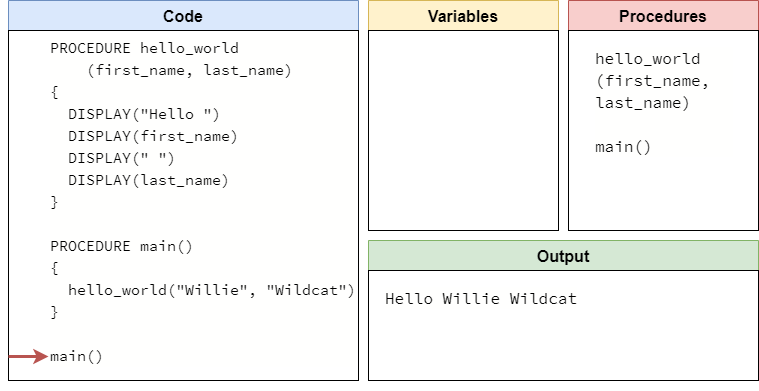 Code
PROCEDURE hello_world
(first_name, last_name)
{
DISPLAY("Hello ")
DISPLAY(first_name)
DISPLAY(" ")
DISPLAY(last_name)
}
PROCEDURE main()
{
hello_world("Willie", "Wildcat")
}
main()
Variables
Procedures
hello_world
(first_name,
last_name)
main()
Output
Hello Willie Wildcat